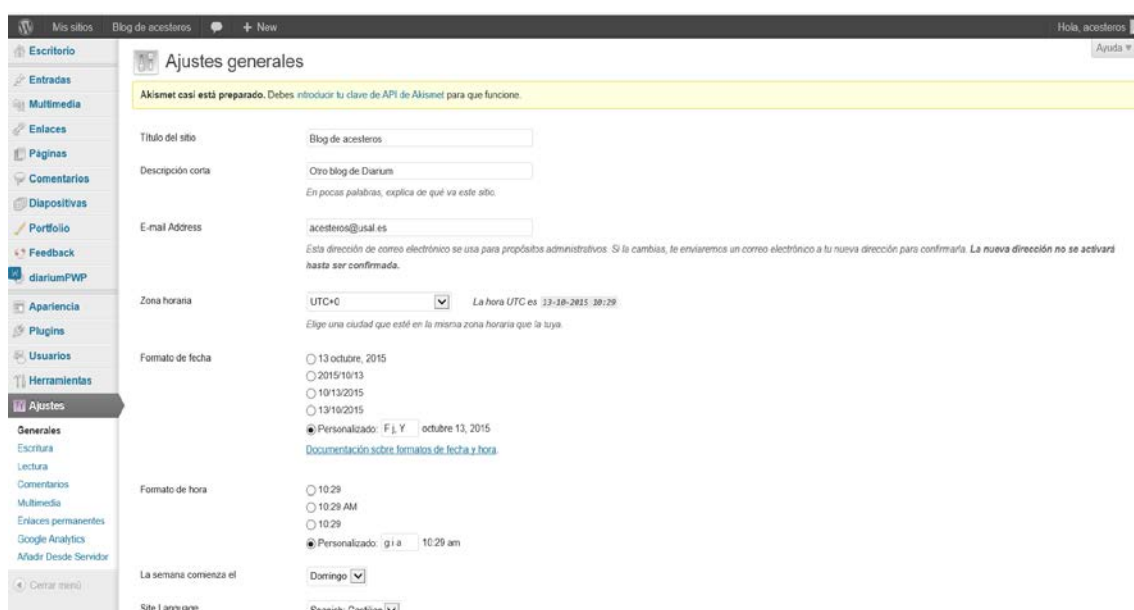 Mis sitios Blog de acesteros + New Hola, acesteros
Ayuda
Escritorio
Entradas
Multimedia
Enlaces
Páginas
Comentarios
Diapositivas
Portfolio
Feedback
diariumPWP
Apariencia
Plugins
Usuarios
Herramientas
Ajustes
Generales
Escritura
Lectura
Comentarios
Multimedia
Enlaces permanentes
Google Analytics
Añadir Desde Servidor
Cerrar menú
Ajustes generales
Akismet casi está preparado. Debes introducir tu clave de API de Akismet para que funcione.
Título del sitio Blog de acesteros
Descripción corta Otro blog de Diarium
En pocas palabras, explica de qué va este sitio.
E-mail Address acesteros@usal.es
Esta dirección de correo electrónico se usa para propósitos administrativos. Si la cambias, te enviaremos un correo electrónico a tu nueva dirección para confirmarla. La nueva dirección no se activará
hasta ser confirmada.
Zona horaria UTC+0 La hora UTC es 13-10-2015 10:29
Elige una ciudad que esté en la misma zona horaria que la tuya.
Formato de fecha 13 octubre, 2015
2015/10/13
10/13/2015
13/10/2015
Personalizado: F j, Y octubre 13, 2015
Documentación sobre formatos de fecha y hora.
Formato de hora 10:29
10:29 AM
10:29
Personalizado: g:i a 10:29 am
La semana comienza el Domingo
Site Language Spanish: Castilian